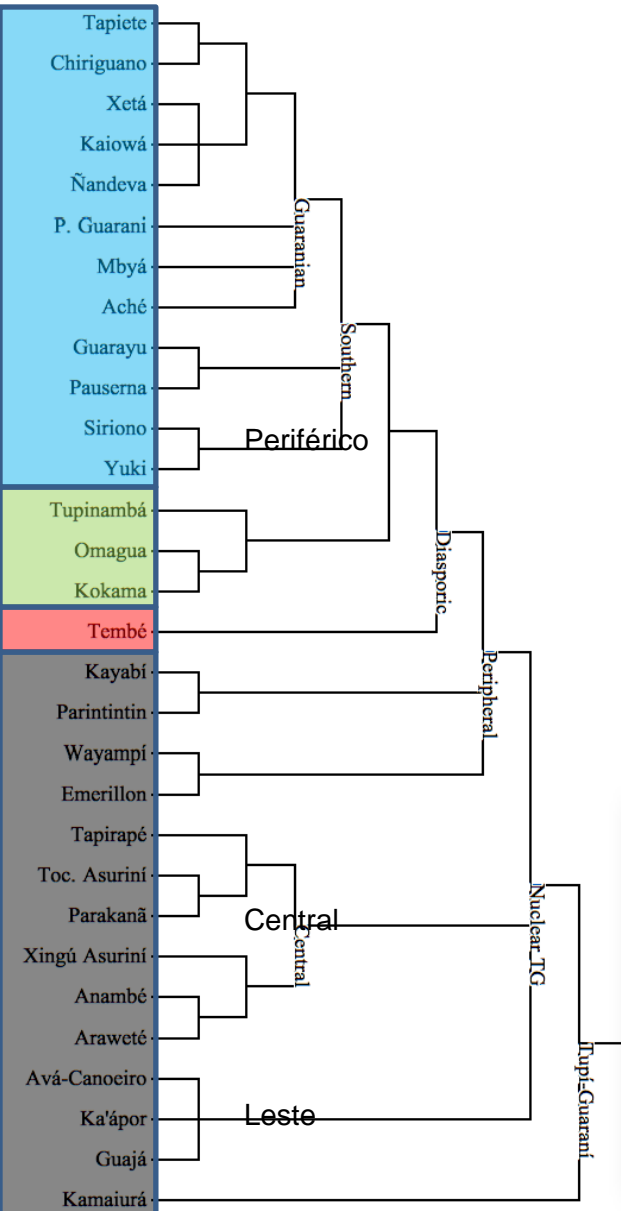 Tapiete
Chiriguano
Xetá
Kaiowá
Ñandeva
P. Guarani
Mbyá
Aché
Guarayu
Pauserna
Siriono
Yuki
Tupinambá
Omagua
Kokama
Tembé
Kayabí
Parintintin
Wayampí
Emerillon
Tapirapé
Toc. Asuriní
Parakanã
Xingú Asuriní
Anambé
Araweté
Avá-Canoeiro
Ka'ápor
Guajá
Kamaiurá
Guaranian
Southern
Periférico
Diasporic
Peripheral
Central
Central
Nuclear_TG
Leste
Tupí-Guaraní